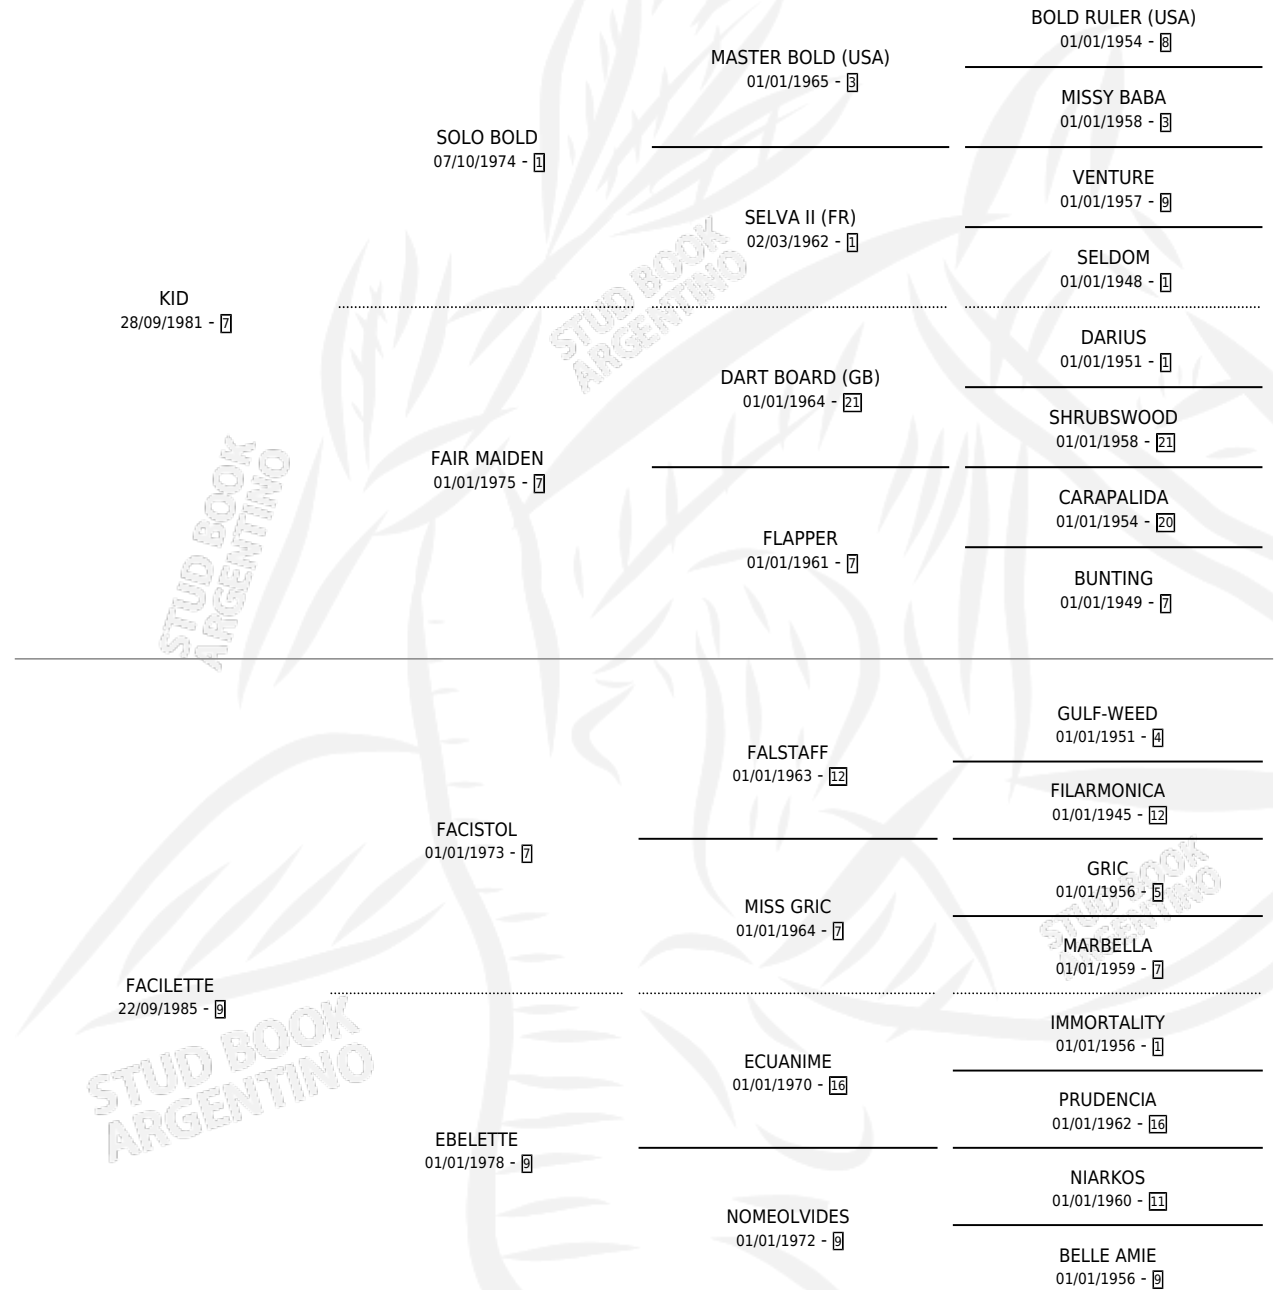 BOLD RULER (USA)
01/01/1954 - 8
MASTER BOLD (USA)
01/01/1965 - 3
MISSY BABA
01/01/1958 - 3
SOLO BOLD
07/10/1974 - 1
VENTURE
01/01/1957 - 9
SELVA II (FR)
02/03/1962 - 1
SELDOM
01/01/1948 - 1
STUD BOOK
ARGENTINO
KID
28/09/1981 - 7
DARIUS
01/01/1951 - 1
DART BOARD (GB)
01/01/1964 - 21
SHRUBSWOOD
01/01/1958 - 21
FAIR MAIDEN
01/01/1975 - 7
CARAPALIDA
01/01/1954 - 20
FLAPPER
01/01/1961 - 7
BUNTING
01/01/1949 - 7
STUD BOOK
ARGENTINO
GULF-WEED
01/01/1951 - 4
FALSTAFF
01/01/1963 - 12
FILARMONICA
01/01/1945 - 12
FACISTOL
01/01/1973 - 7
GRIC
01/01/1956 - 5
MISS GRIC
01/01/1964 - 7
MARBELLA
01/01/1959 - 7
STUD BOOK
ARGENTINO
FACILETTE
22/09/1985 - 9
IMMORTALITY
01/01/1956 - 1
ECUANIME
01/01/1970 - 16
PRUDENCIA
01/01/1962 - 16
STUD BOOK
ARGENTINO
EBELETTE
01/01/1978 - 9
NIARKOS
01/01/1960 - 11
NOMEOLVIDES
01/01/1972 - 9
BELLE AMIE
01/01/1956 - 9